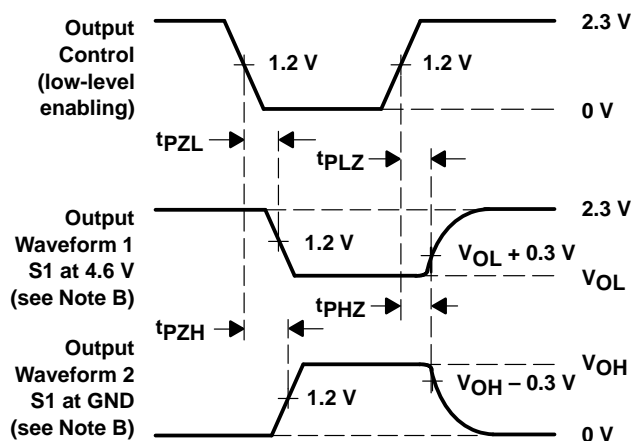 Output
Control
(low-level
enabling)
1.2 V
1.2 V
2.3 V
0 V
tPZL
tPLZ
Output
Waveform 1
S1 at 4.6 V
(see Note B)
1.2 V
2.3 V
VOL + 0.3 V
VOL
tPZH
tPHZ
Output
Waveform 2
S1 at GND
(see Note B)
1.2 V
VOH
VOH − 0.3 V
0 V